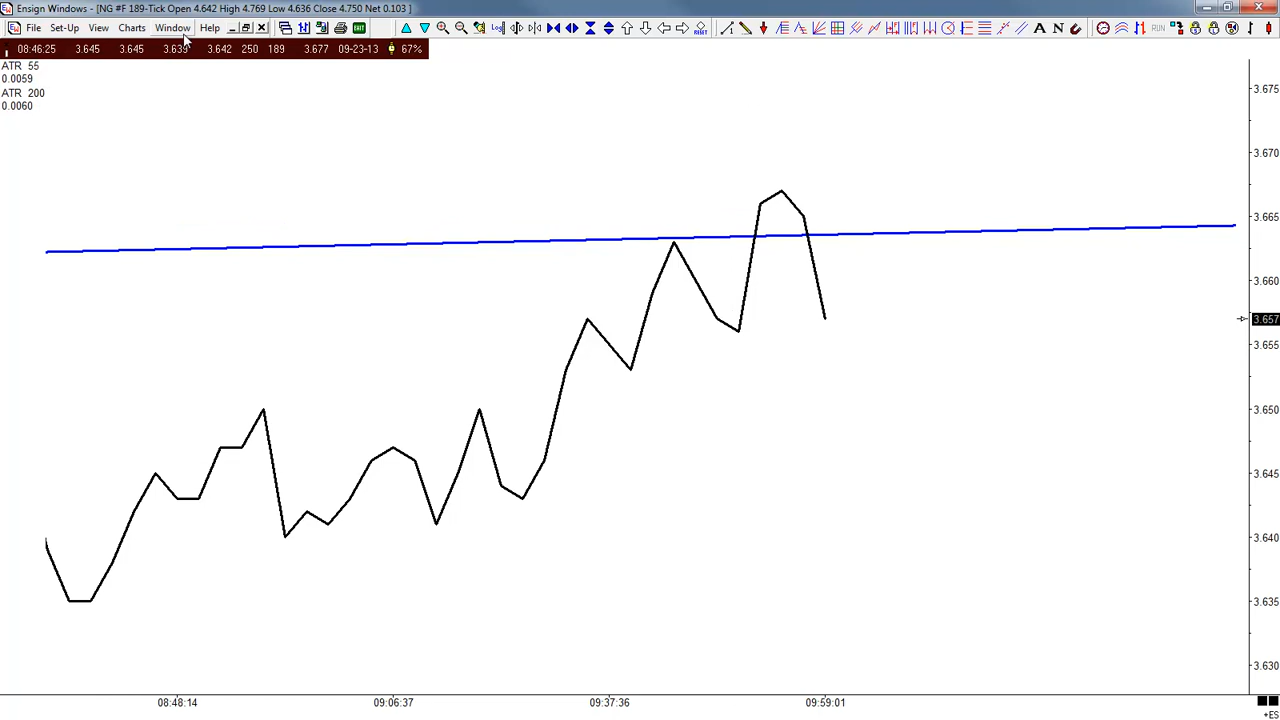 Ensign Windows - [NG #F 189-Tick Open 4.642 High 4.769 Low 4.636 Close 4.750 Net 0.103 ]
File Set-Up View Charts Window Help
08:46:25 3.645 3.645 3.639 3.642 250 189 3.677 09-23-13 67%
ATR 55
0.0059
ATR 200
0.0060
3.675
3.670
3.665
3.660
3.657
3.655
3.650
3.645
3.640
3.635
3.630
08:48:14 09:06:37 09:37:36 09:59:01
+ES